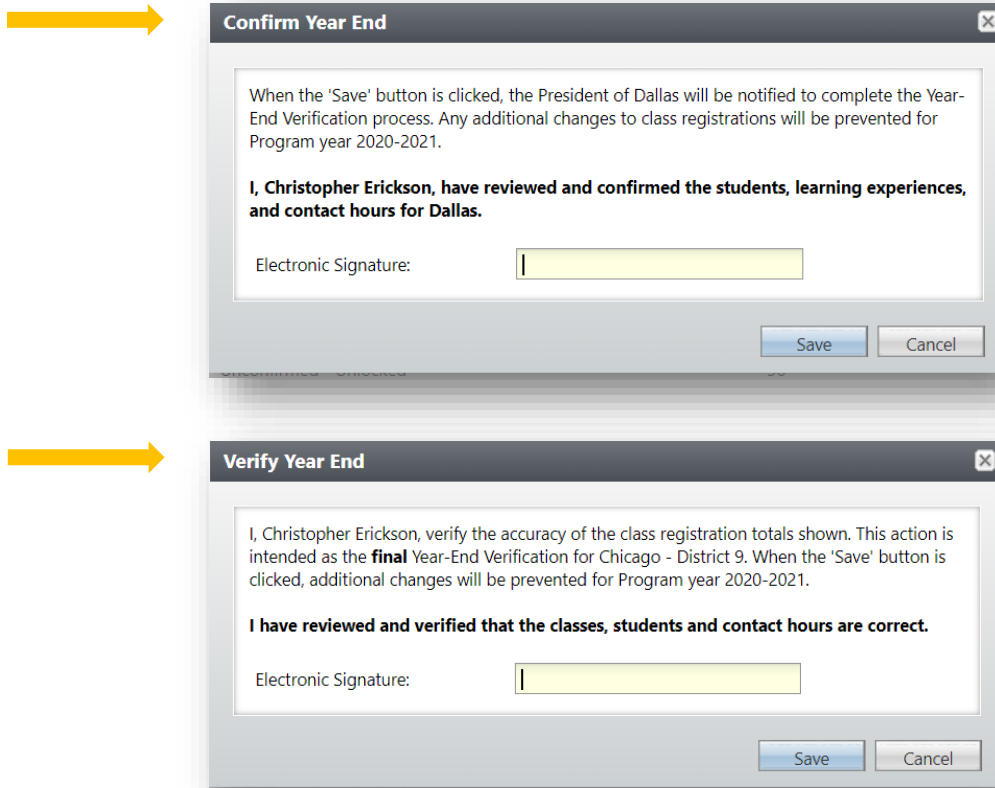 Confirm Year End
When the 'Save' button is clicked, the President of Dallas will be notified to complete the Year-
End Verification process. Any additional changes to class registrations will be prevented for
Program year 2020-2021.
I, Christopher Erickson, have reviewed and confirmed the students, learning experiences,
and contact hours for Dallas.
Electronic Signature:
Save Cancel
Verify Year End
I, Christopher Erickson, verify the accuracy of the class registration totals shown. This action is
intended as the final Year-End Verification for Chicago - District 9. When the 'Save' button is
clicked, additional changes will be prevented for Program year 2020-2021.
I have reviewed and verified that the classes, students and contact hours are correct.
Electronic Signature:
Save Cancel